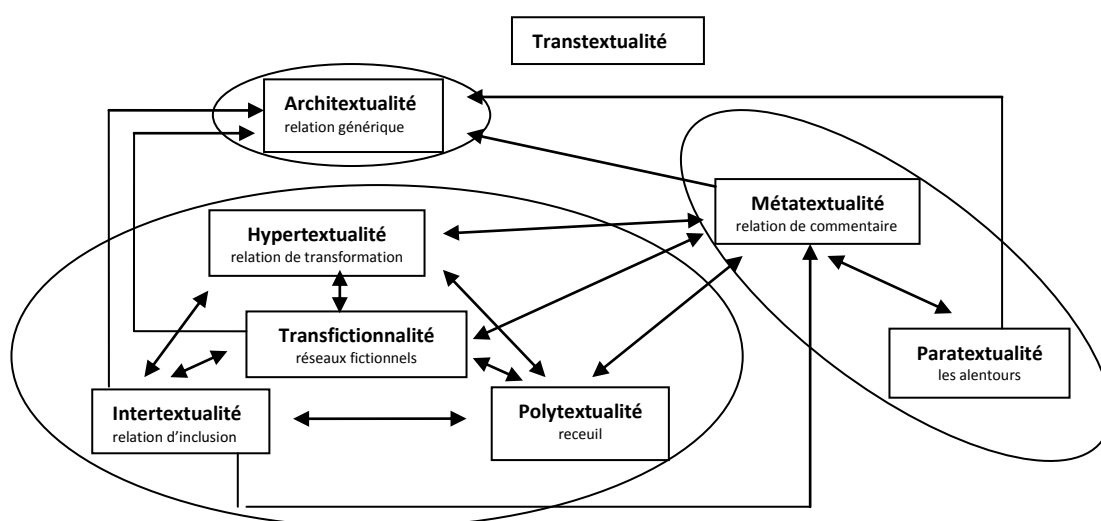 Transtextualité
Architextualité
relation générique
Métatextualité
relation de commentaire
Hypertextualité
relation de transformation
Transfictionnalité
réseaux fictionnels
Paratextualité
les alentours
Intertextualité
relation d’inclusion
Polytextualité
receuil